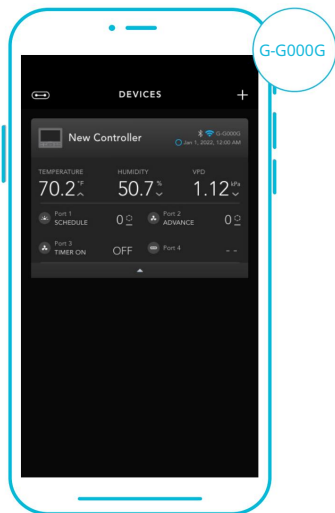 G-G000G
DEVICES
New Controller
G-G000G
Jan 1, 2022, 12:00 AM
TEMPERATURE HUMIDITY VPD
70.2 °F 50.7 % 1.12 kPa
Port 1 SCHEDULE 0 Port 2 ADVANCE 0
Port 3 TIMER ON OFF Port 4 - -